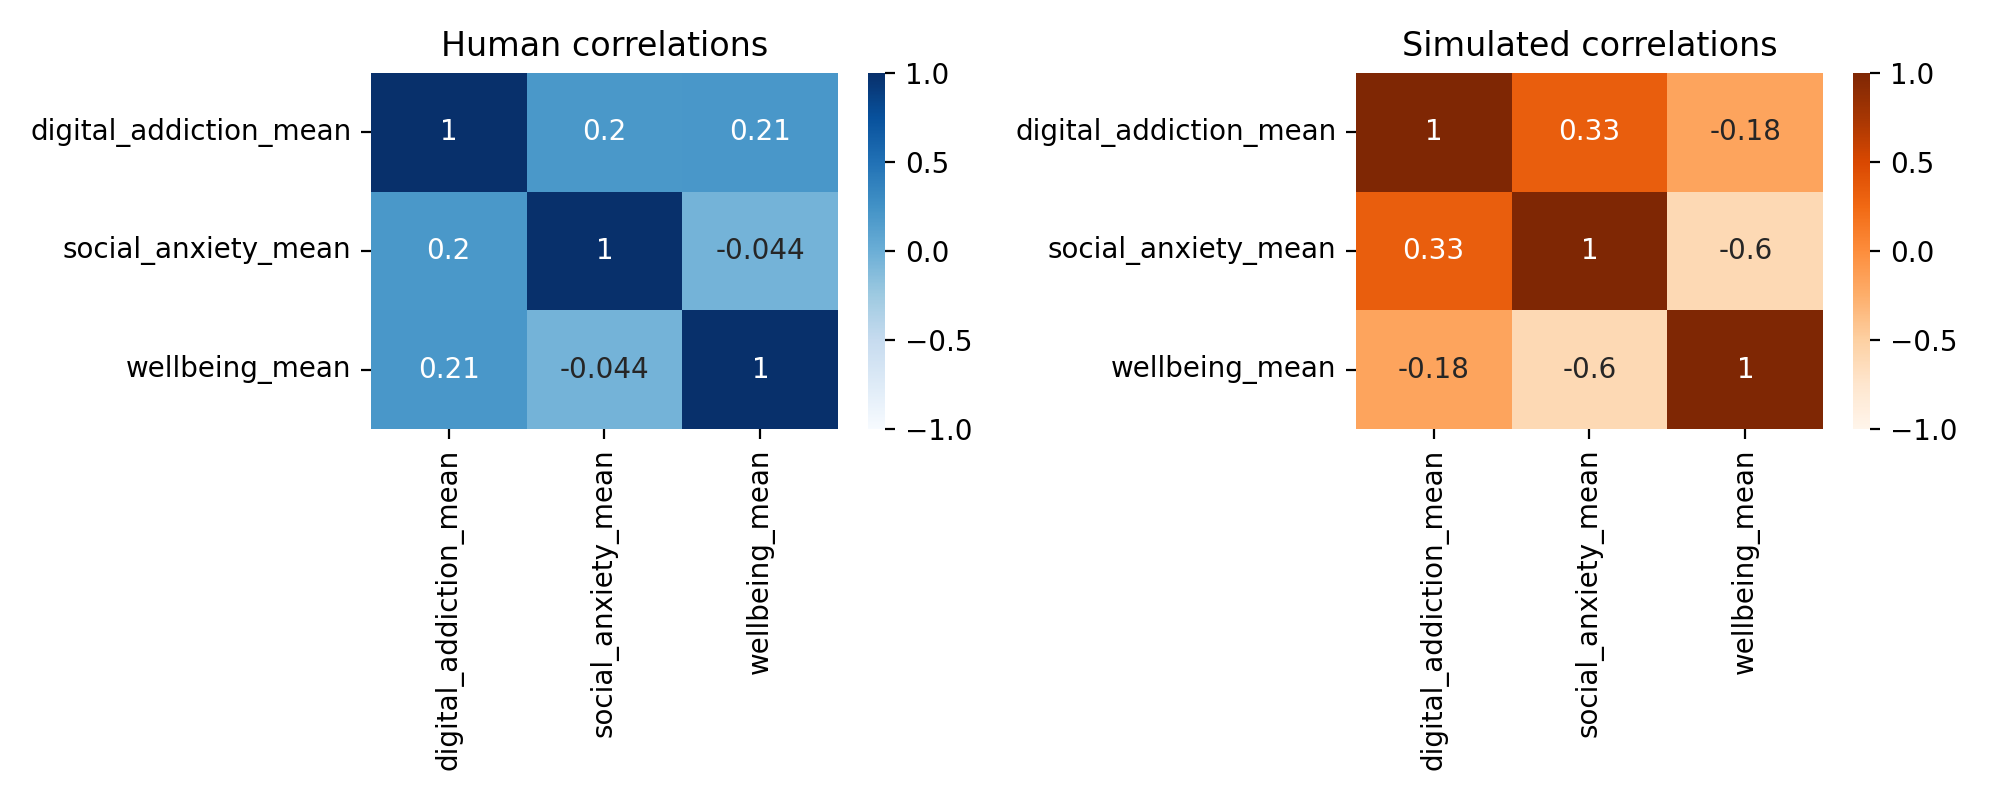 Human correlations
digital_addiction_mean
social_anxiety_mean
wellbeing_mean
1 0.2 0.21
0.2 1 -0.044
0.21 -0.044 1
digital_addiction_mean
social_anxiety_mean
wellbeing_mean
1.0
0.5
0.0
−0.5
−1.0
Simulated correlations
digital_addiction_mean
social_anxiety_mean
wellbeing_mean
1 0.33 -0.18
0.33 1 -0.6
-0.18 -0.6 1
digital_addiction_mean
social_anxiety_mean
wellbeing_mean
1.0
0.5
0.0
−0.5
−1.0